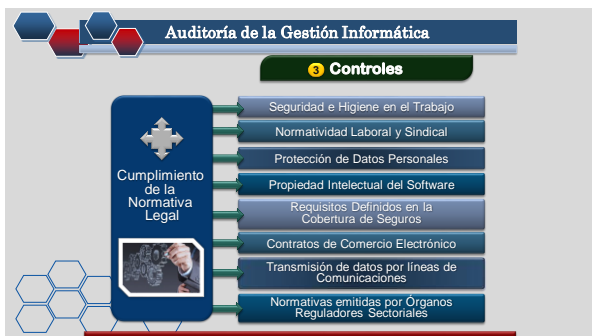 Auditoría de la Gestión Informática
3 Controles
Cumplimiento
de la
Normativa
Legal
Seguridad e Higiene en el Trabajo
Normatividad Laboral y Sindical
Protección de Datos Personales
Propiedad Intelectual del Software
Requisitos Definidos en la
Cobertura de Seguros
Contratos de Comercio Electrónico
Transmisión de datos por líneas de
Comunicaciones
Normativas emitidas por Órganos
Reguladores Sectoriales